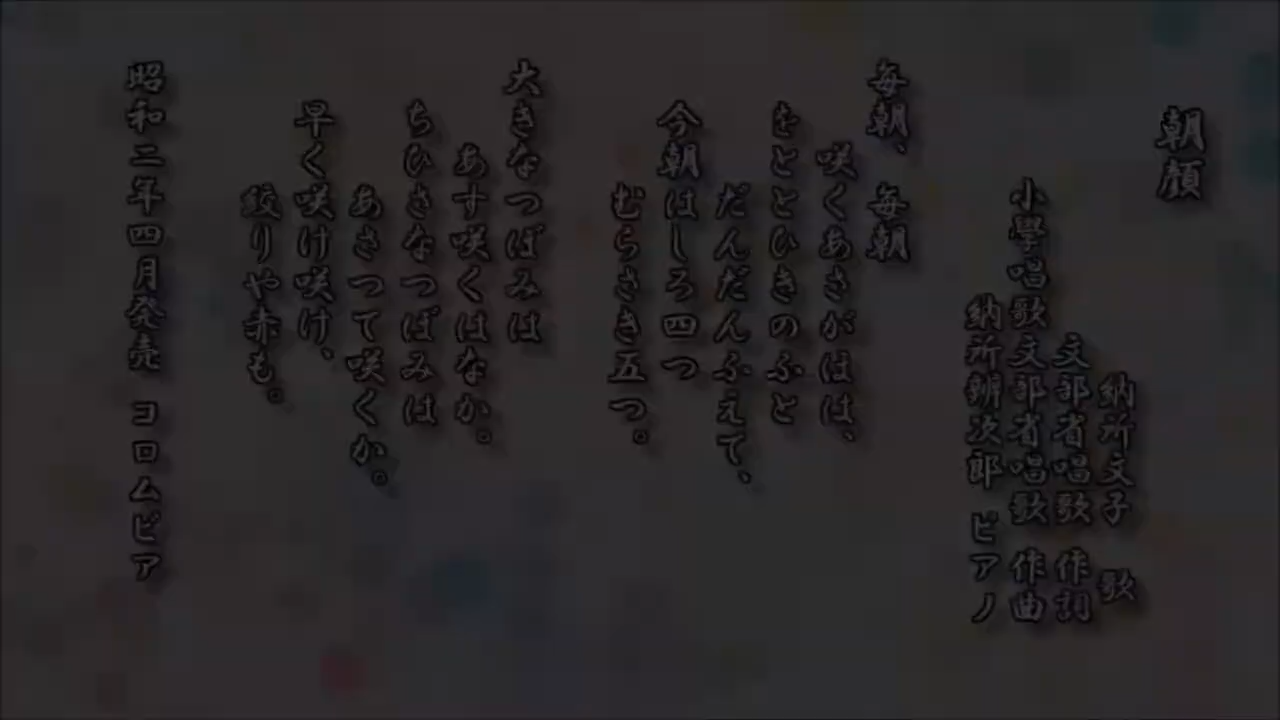 朝顔
納所文子 歌
文部省唱歌 作詞
小學唱歌 文部省唱歌 作曲
納所辨次郎 ピアノ
毎朝、毎朝
咲くあさがほは、
をととひきのふと
だんだんふえて、
今朝はしろ四つ
むらさき五つ。
大きなつぼみは
あす咲くはなか。
ちひさなつぼみは
あさつて咲くか。
早く咲け咲け、
絞りや赤も。
昭和二年四月発売 コロムビア